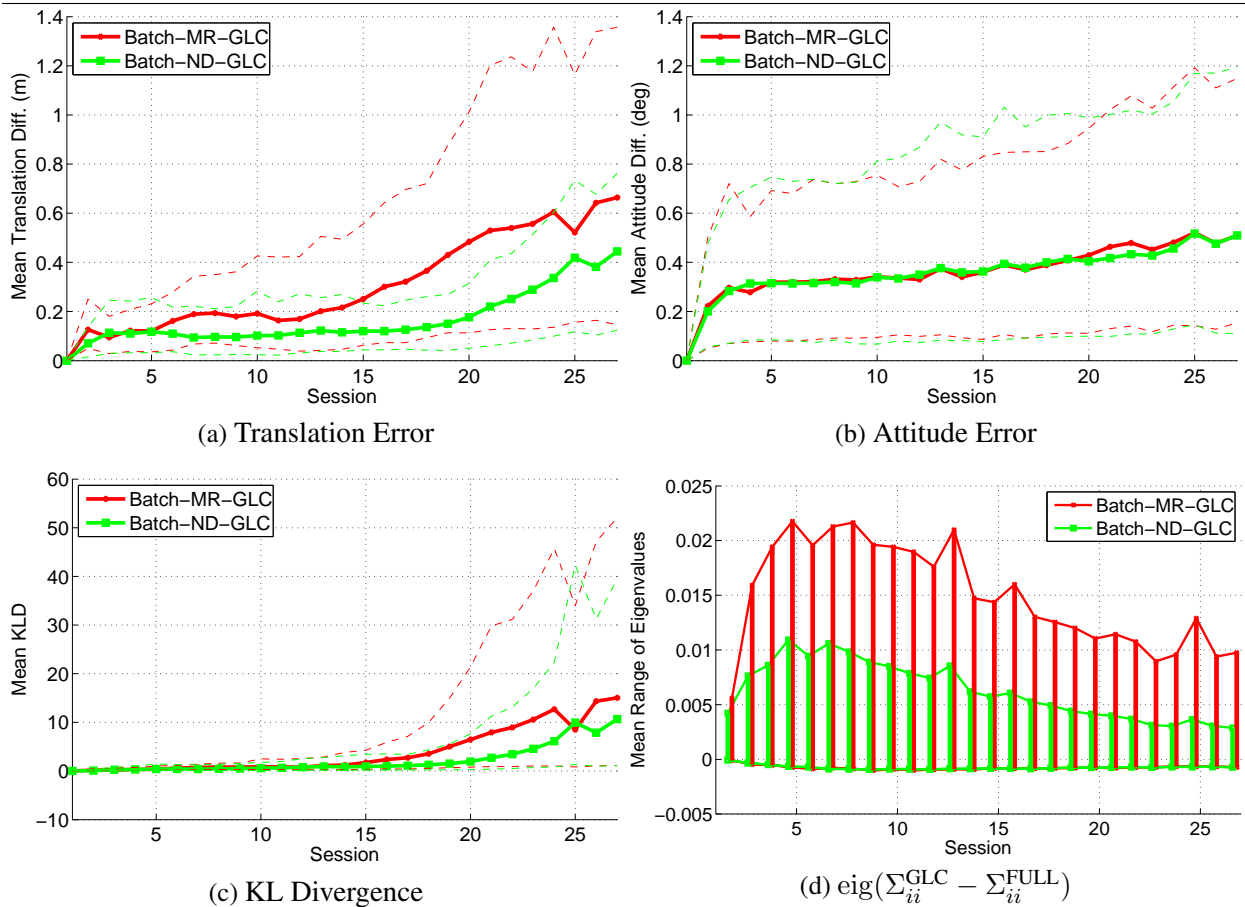 Batch-MR-GLC
Batch-ND-GLC
Mean Translation Diff. (m)
1.4
1.2
1
0.8
0.6
0.4
0.2
0
5 10 15 20 25
Session
(a) Translation Error
Batch-MR-GLC
Batch-ND-GLC
Mean Attitude Diff. (deg)
1.4
1.2
1
0.8
0.6
0.4
0.2
0
5 10 15 20 25
Session
(b) Attitude Error
Batch-MR-GLC
Batch-ND-GLC
Mean KLD
60
50
40
30
20
10
0
−10
5 10 15 20 25
Session
(c) KL Divergence
Batch-MR-GLC
Batch-ND-GLC
Mean Range of Eigenvalues
0.025
0.02
0.015
0.01
0.005
0
−0.005
5 10 15 20 25
Session
(d) eig(Σ_ii^GLC − Σ_ii^FULL)